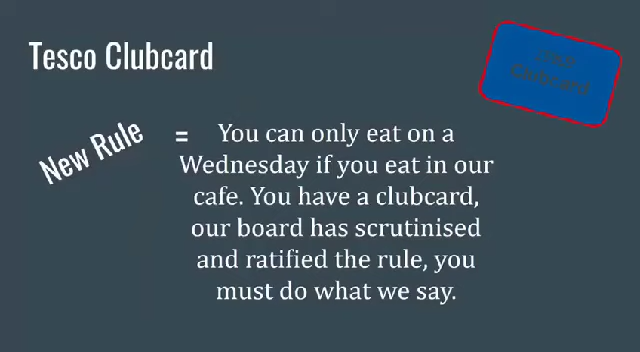 Tesco Clubcard
Clubcard
New Rule
= You can only eat on a
Wednesday if you eat in our
cafe. You have a clubcard,
our board has scrutinised
and ratified the rule, you
must do what we say.